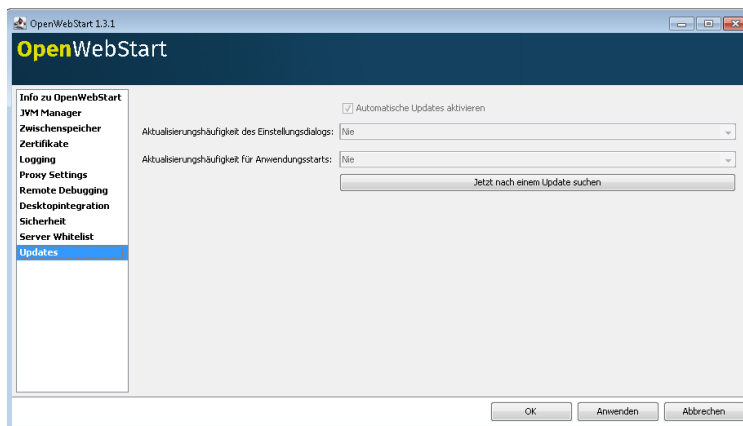 OpenWebStart 1.3.1
OpenWebStart
Info zu OpenWebStart
JVM Manager
Zwischenspeicher
Zertifikate
Logging
Proxy Settings
Remote Debugging
Desktopintegration
Sicherheit
Server Whitelist
Updates
Automatische Updates aktivieren
Aktualisierungshäufigkeit des Einstellungsdialogs: Nie
Aktualisierungshäufigkeit für Anwendungsstarts: Nie
Jetzt nach einem Update suchen
OK Anwenden Abbrechen